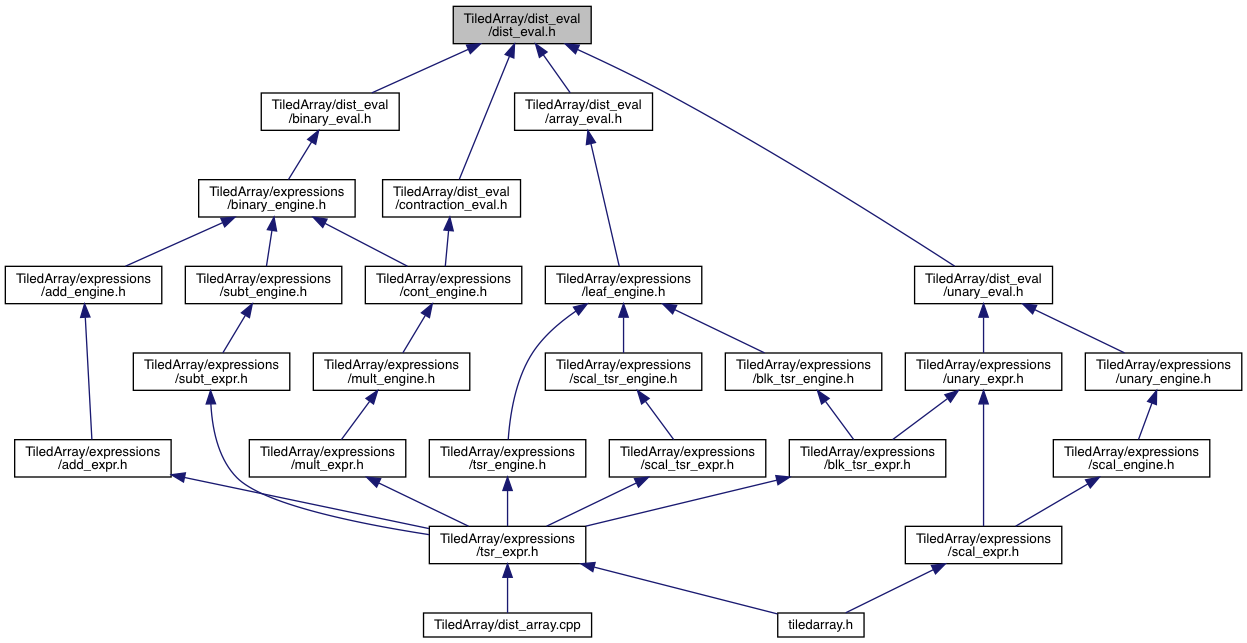 TiledArray/dist_eval
/dist_eval.h
TiledArray/dist_eval
/binary_eval.h
TiledArray/dist_eval
/array_eval.h
TiledArray/expressions
/binary_engine.h
TiledArray/dist_eval
/contraction_eval.h
TiledArray/expressions
/add_engine.h
TiledArray/expressions
/subt_engine.h
TiledArray/expressions
/cont_engine.h
TiledArray/expressions
/leaf_engine.h
TiledArray/dist_eval
/unary_eval.h
TiledArray/expressions
/subt_expr.h
TiledArray/expressions
/mult_engine.h
TiledArray/expressions
/scal_tsr_engine.h
TiledArray/expressions
/blk_tsr_engine.h
TiledArray/expressions
/unary_expr.h
TiledArray/expressions
/unary_engine.h
TiledArray/expressions
/add_expr.h
TiledArray/expressions
/mult_expr.h
TiledArray/expressions
/tsr_engine.h
TiledArray/expressions
/scal_tsr_expr.h
TiledArray/expressions
/blk_tsr_expr.h
TiledArray/expressions
/scal_engine.h
TiledArray/expressions
/tsr_expr.h
TiledArray/expressions
/scal_expr.h
TiledArray/dist_array.cpp
tiledarray.h